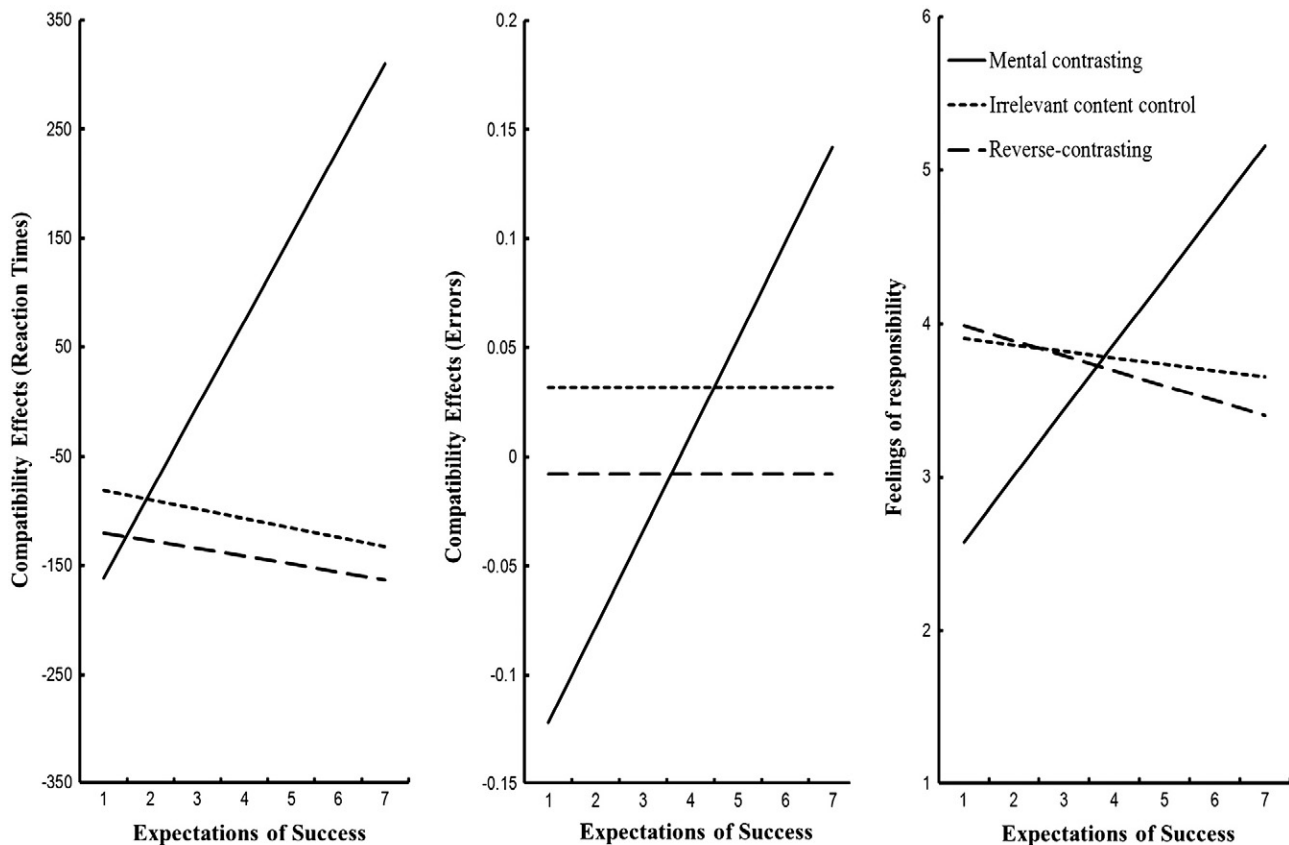 Compatibility Effects (Reaction Times)
350
250
150
50
-50
-150
-250
-350
1 2 3 4 5 6 7
Expectations of Success
Compatibility Effects (Errors)
0.2
0.15
0.1
0.05
0
-0.05
-0.1
-0.15
1 2 3 4 5 6 7
Expectations of Success
Feelings of responsibility
6
5
4
3
2
1
Mental contrasting
Irrelevant content control
Reverse-contrasting
1 2 3 4 5 6 7
Expectations of Success